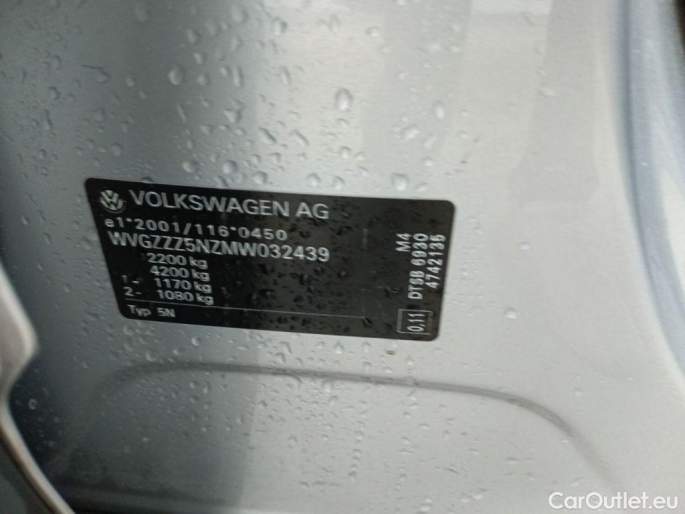 VOLKSWAGEN AG
e1*2001/116*0450
WVGZZZ5NZMW032439
2200 kg
4200 kg
1- 1170 kg
2- 1080 kg
Typ 5N
M4
DTSB 6930
4742135
0.11
CarOutlet.eu